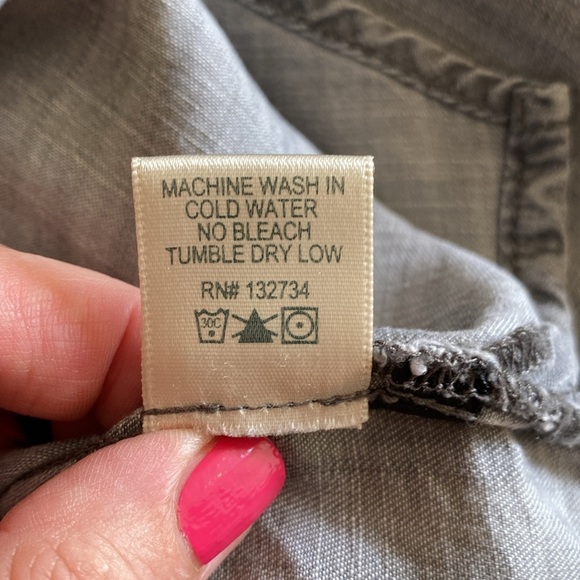 MACHINE WASH IN
COLD WATER
NO BLEACH
TUMBLE DRY LOW
RN# 132734
30C